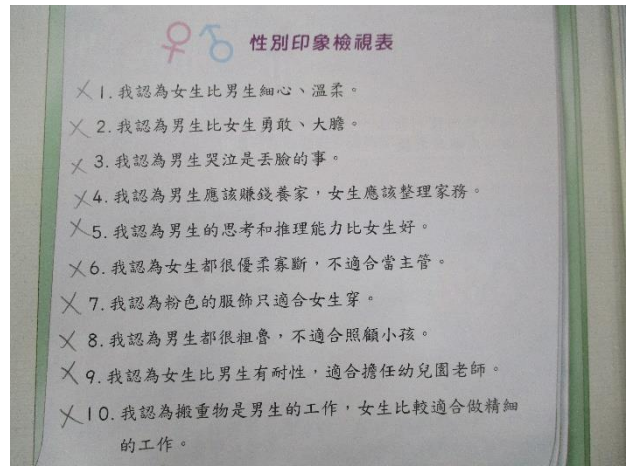 性別印象檢視表
×1.我認為女生比男生細心、溫柔。
×2.我認為男生比女生勇敢、大膽。
×3.我認為男生哭泣是丟臉的事。
×4.我認為男生應該賺錢養家，女生應該整理家務。
×5.我認為男生的思考和推理能力比女生好。
×6.我認為女生都很優柔寡斷，不適合當主管。
×7.我認為粉色的服飾只適合女生穿。
×8.我認為男生都很粗魯，不適合照顧小孩。
×9.我認為女生比男生有耐性，適合擔任幼兒園老師。
×10.我認為搬重物是男生的工作，女生比較適合做精細
的工作。